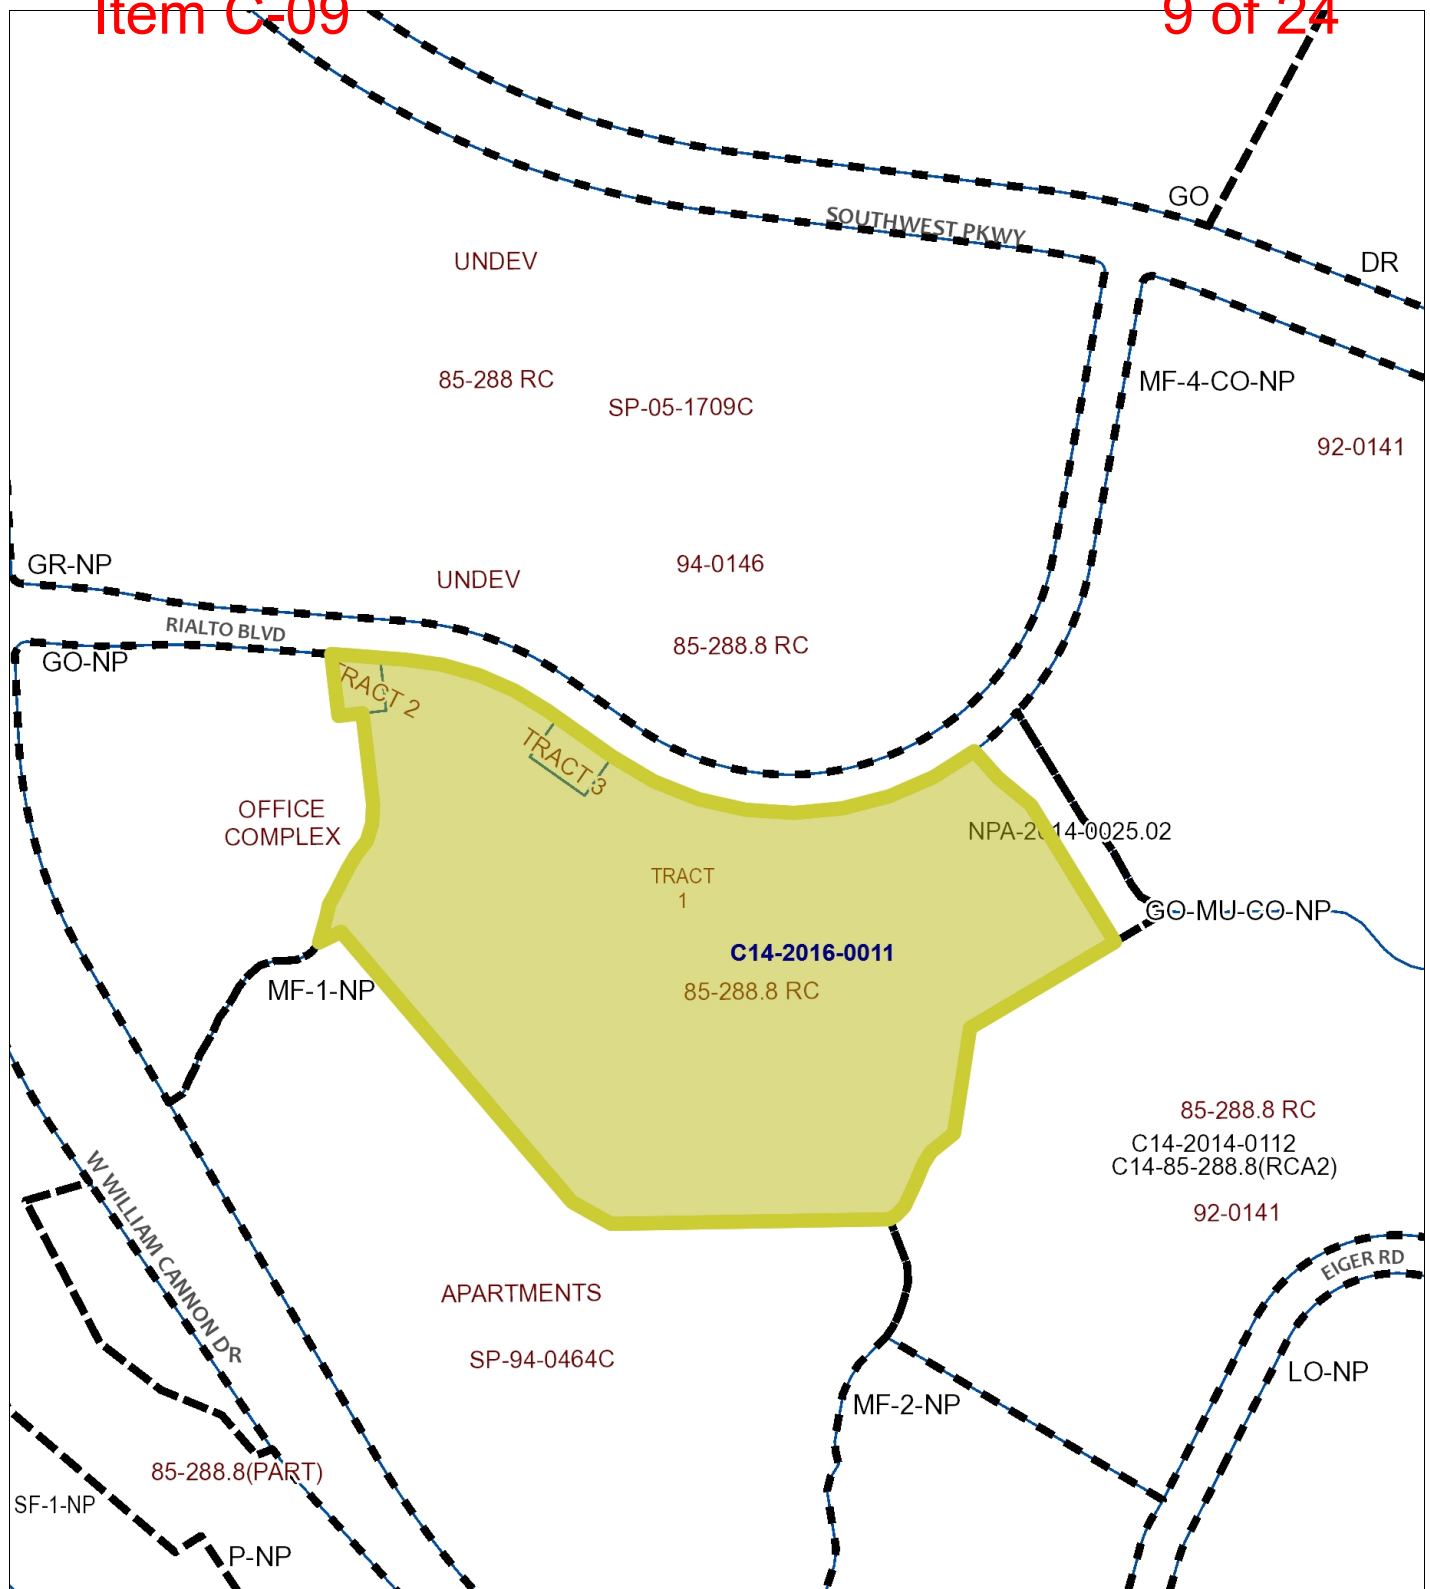 Item C-09
9 of 24
GO
SOUTHWEST PKWY
DR
UNDEV
85-288 RC
SP-05-1709C
MF-4-CO-NP
92-0141
GR-NP
UNDEV
94-0146
RIALTO BLVD
85-288.8 RC
GO-NP
TRACT 2
TRACT 3
OFFICE
COMPLEX
NPA-2014-0025.02
TRACT
1
GO-MU-CO-NP
C14-2016-0011
MF-1-NP
85-288.8 RC
85-288.8 RC
C14-2014-0112
C14-85-288.8(RCA2)
92-0141
W WILLIAM CANNON DR
EIGER RD
APARTMENTS
SP-94-0464C
LO-NP
MF-2-NP
85-288.8(PART)
SF-1-NP
P-NP